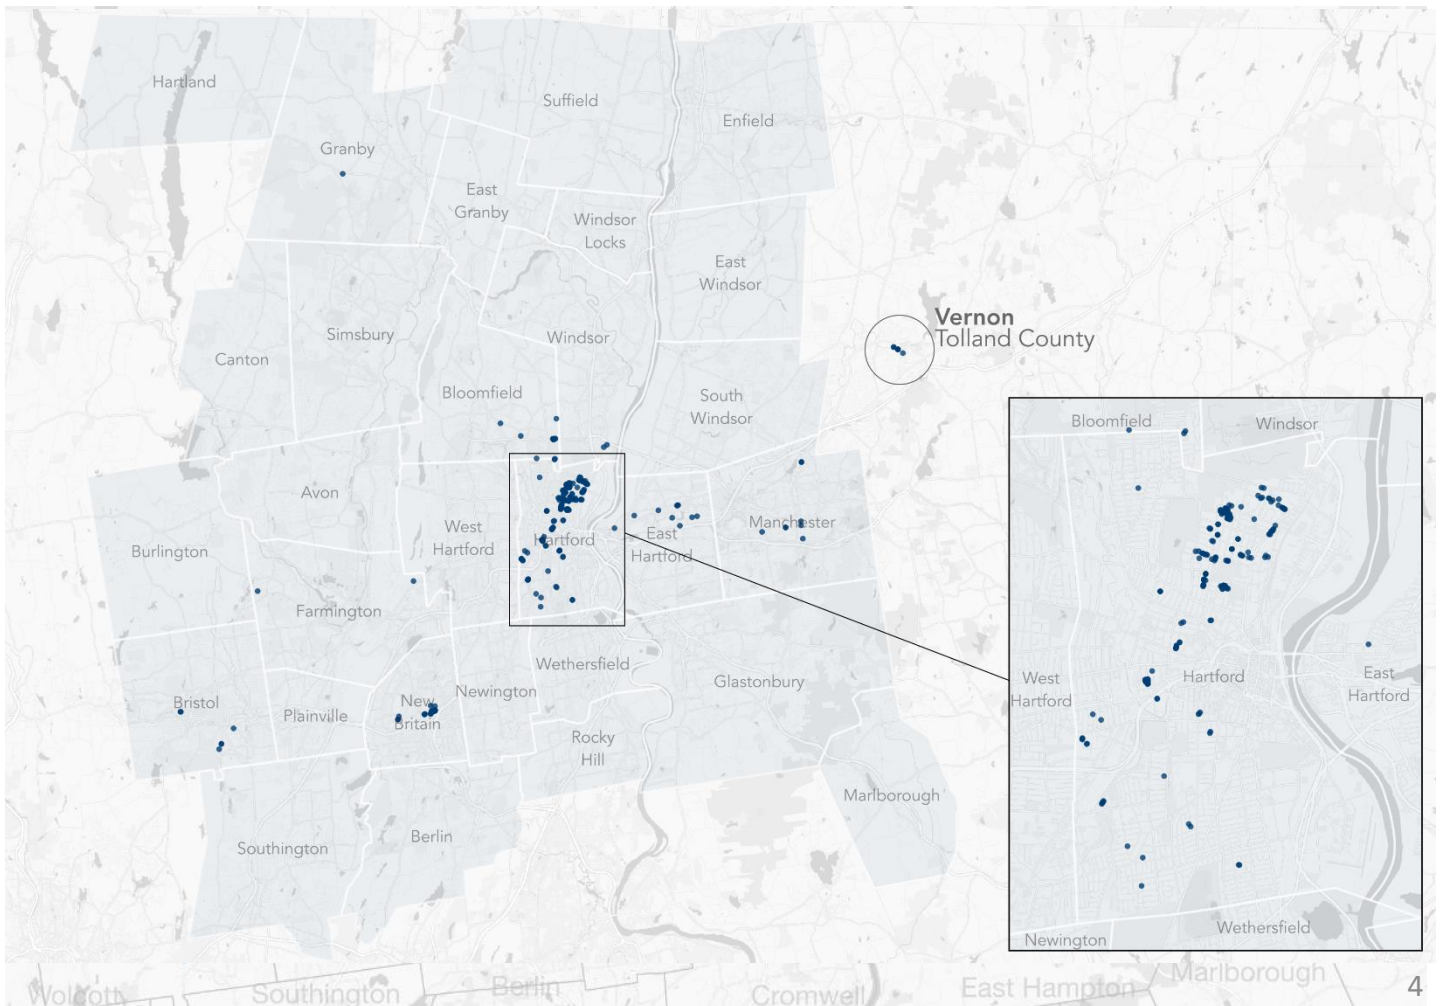 Hartland
Suffield
Enfield
Granby
East
Granby
Windsor
Locks
East
Windsor
Vernon
Tolland County
Simsbury
Windsor
Canton
Bloomfield
South
Windsor
Avon
West
Hartford
Hartford
East
Hartford
Manchester
Burlington
Farmington
Wethersfield
Glastonbury
Newington
Bristol
Plainville
New
Britain
Rocky
Hill
Marlborough
Southington
Berlin
Bloomfield
Windsor
West
Hartford
Hartford
East
Hartford
Newington
Wethersfield
Wolcott
Southington
Berlin
Cromwell
East Hampton
Marlborough
4